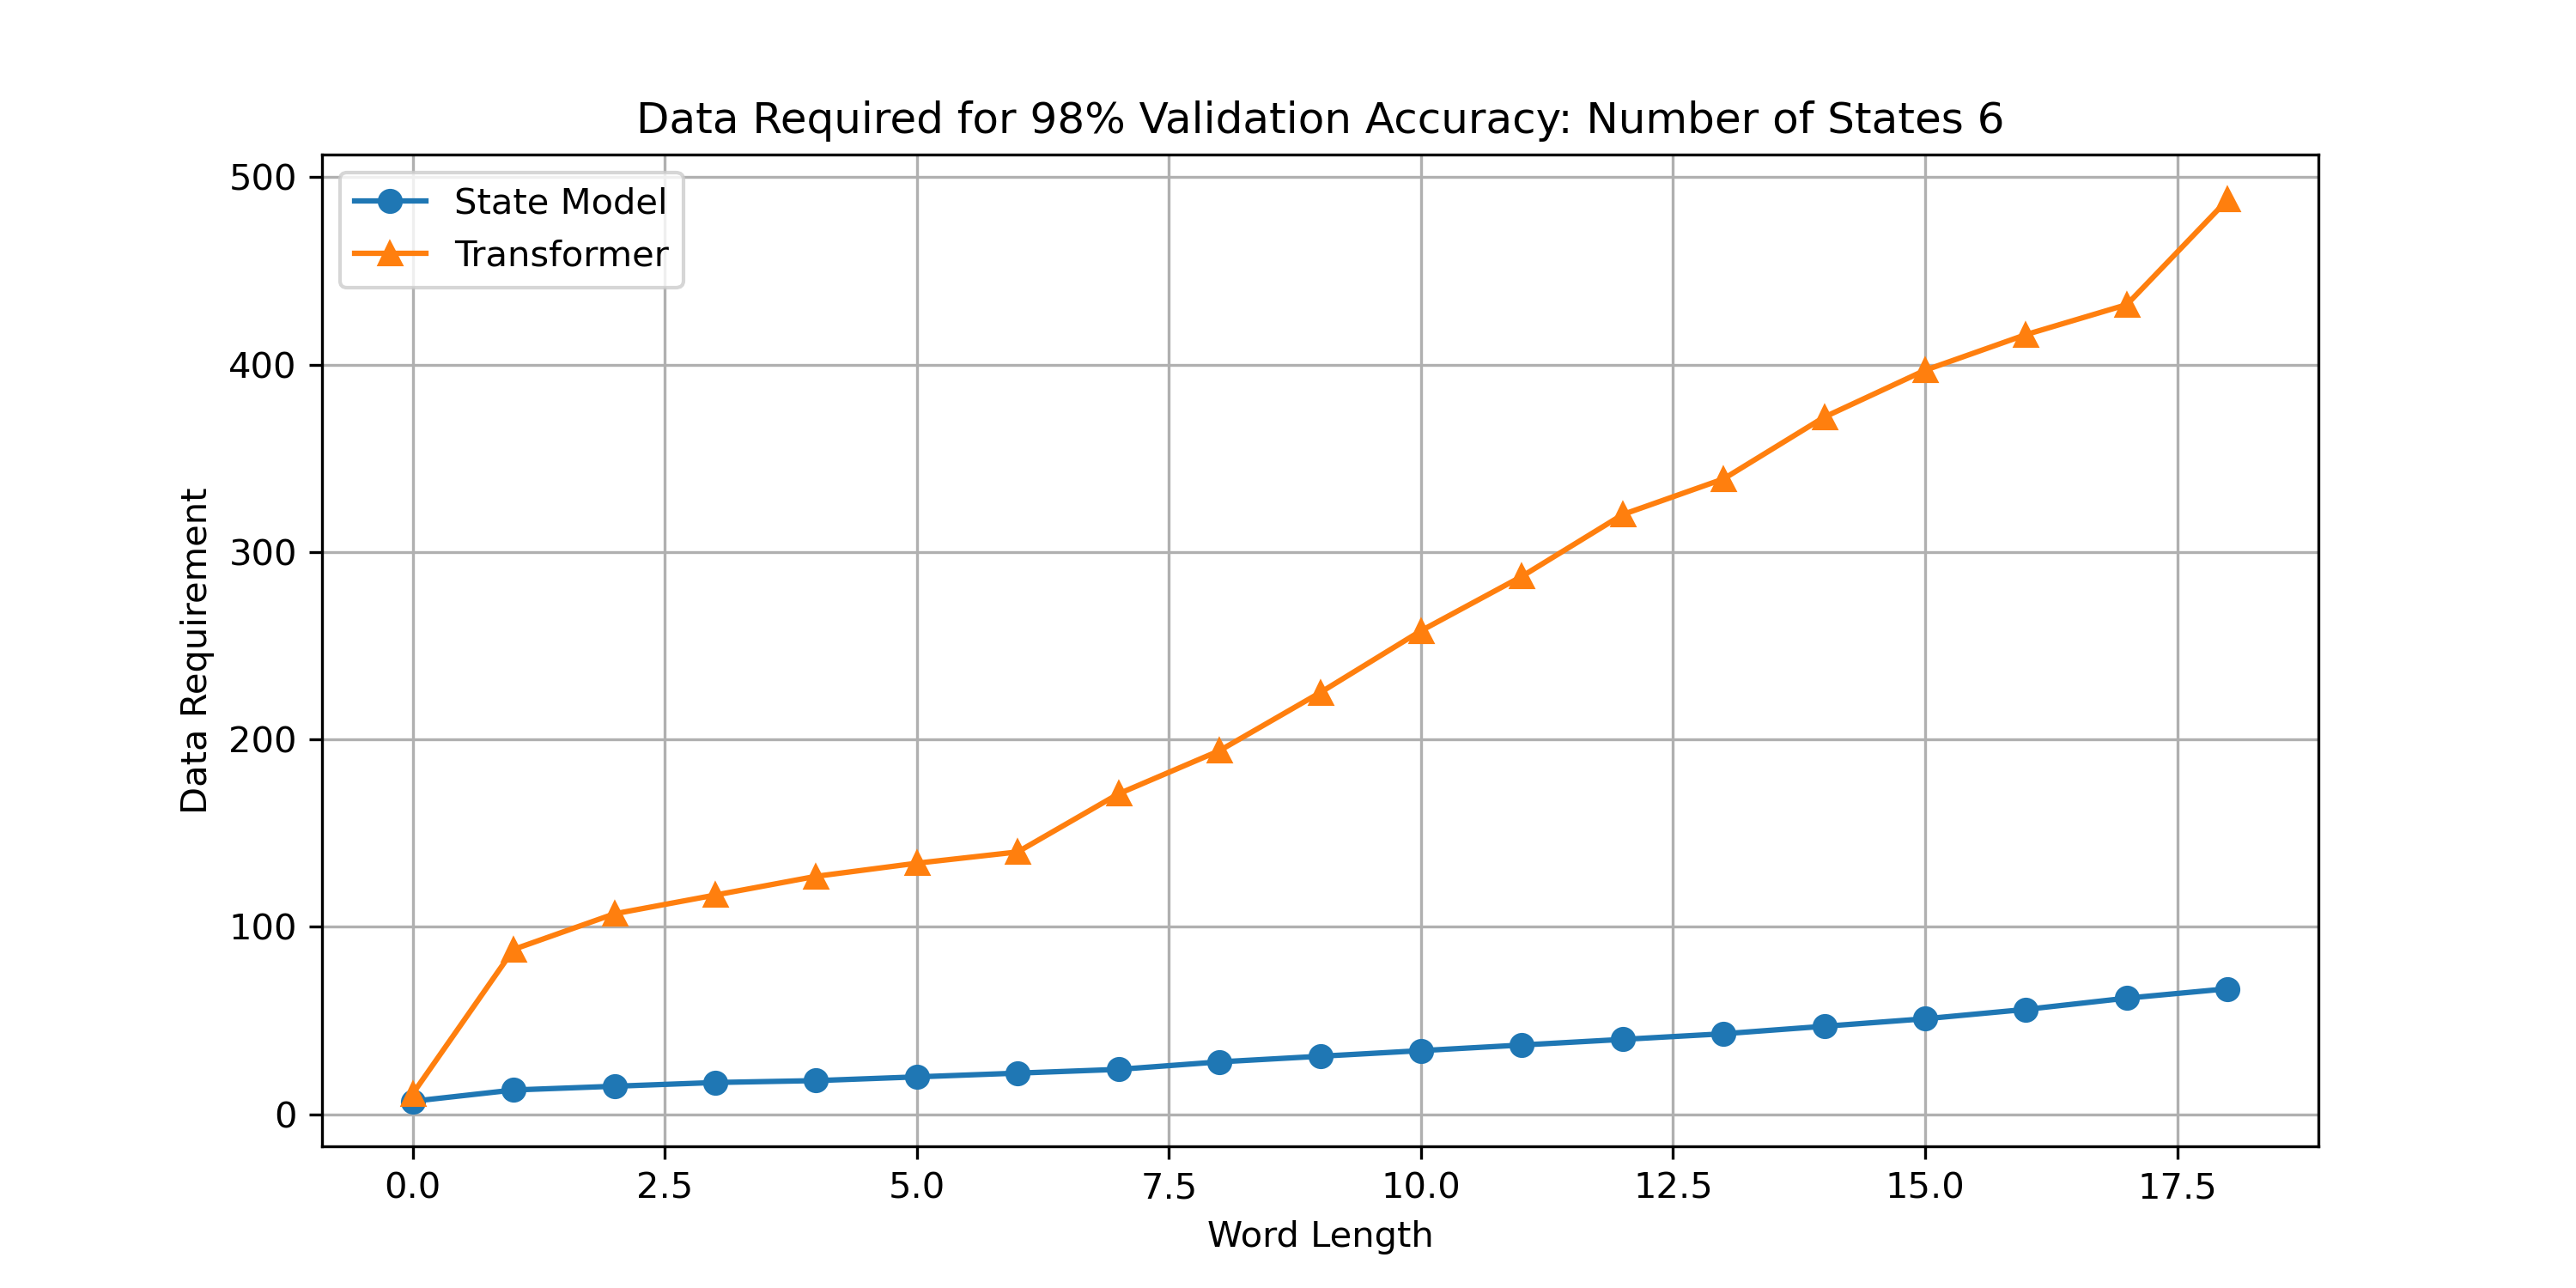 Data Required for 98% Validation Accuracy: Number of States 6
State Model
Transformer
Data Requirement
500
400
300
200
100
0
0.0 2.5 5.0 7.5 10.0 12.5 15.0 17.5
Word Length